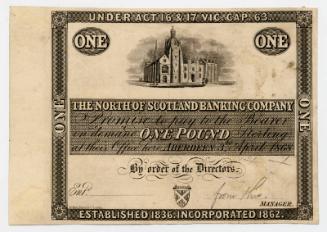 UNDER ACT 16 & 17 VIC. CAP. 63.
ONE ONE
THE NORTH OF SCOTLAND BANKING COMPANY
Promise to pay to the Bearer
on demand ONE POUND Sterling
at their Office here ABERDEEN 3rd April 1868
By order of the Directors.
MANAGER.
ONE
ONE
ESTABLISHED 1836. INCORPORATED 1862.